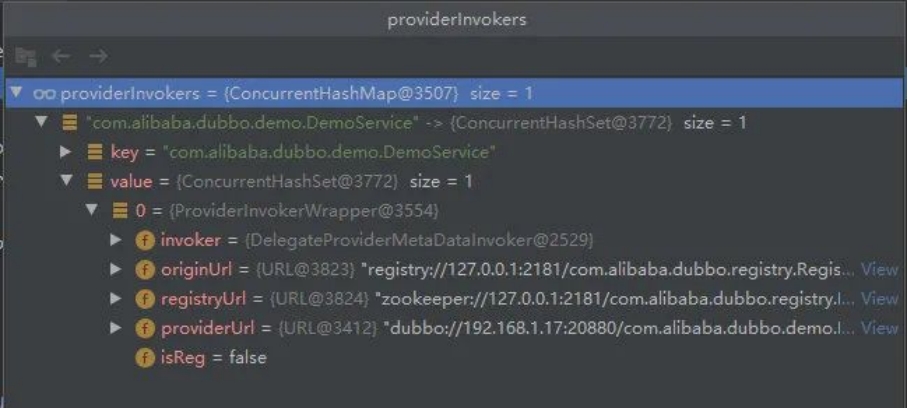 providerInvokers
providerInvokers = {ConcurrentHashMap@3507} size = 1
"com.alibaba.dubbo.demo.DemoService" -> {ConcurrentHashSet@3772} size = 1
key = "com.alibaba.dubbo.demo.DemoService"
value = {ConcurrentHashSet@3772} size = 1
0 = {ProviderInvokerWrapper@3554}
f invoker = {DelegateProviderMetaDataInvoker@2529}
f originUrl = {URL@3823} "registry://127.0.0.1:2181/com.alibaba.dubbo.registry.Regis... View
f registryUrl = {URL@3824} "zookeeper://127.0.0.1:2181/com.alibaba.dubbo.registry.I... View
f providerUrl = {URL@3412} "dubbo://192.168.1.17:20880/com.alibaba.dubbo.demo.I... View
f isReg = false